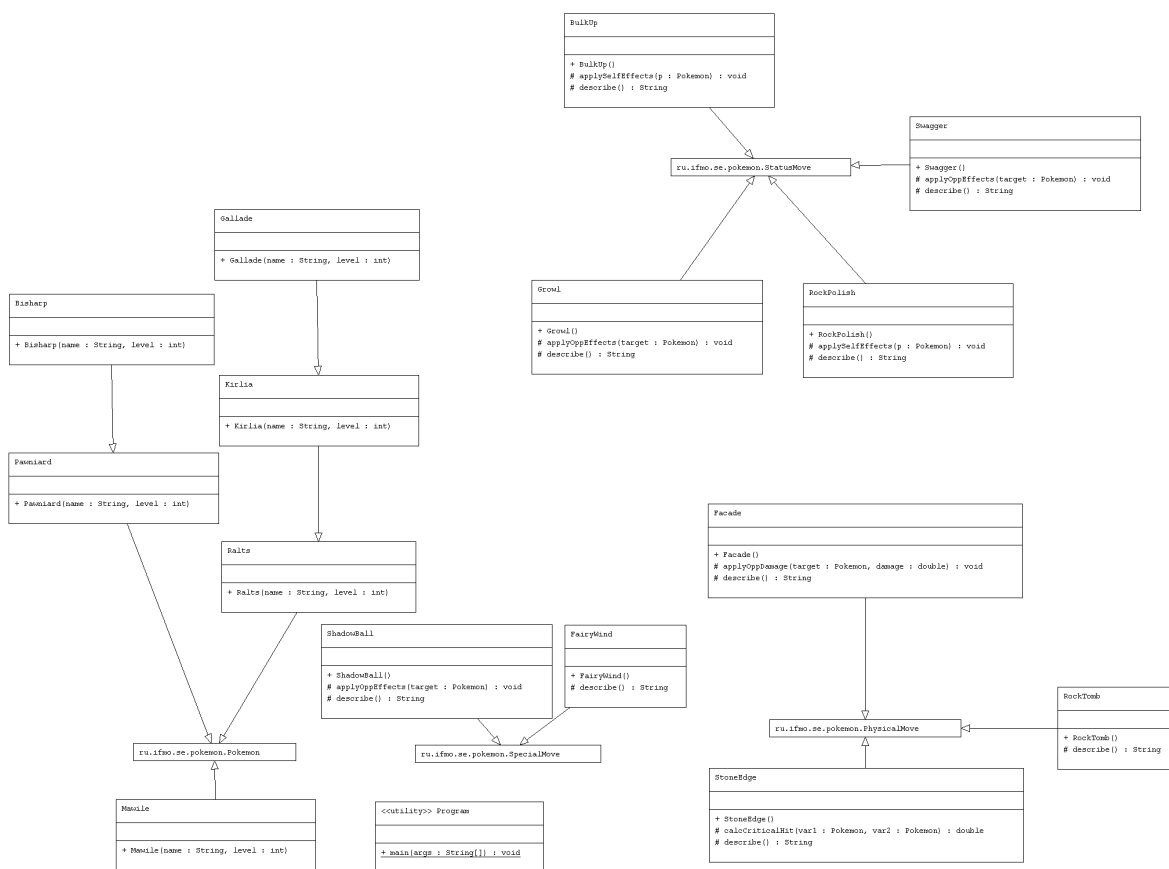 BulkUp
+ BulkUp()
# applySelfEffects(p : Pokemon) : void
# describe() : String
Swagger
+ Swagger()
# applyOppEffects(target : Pokemon) : void
# describe() : String
ru.ifmo.se.pokemon.StatusMove
Gallade
+ Gallade(name : String, level : int)
Growl
+ Growl()
# applyOppEffects(target : Pokemon) : void
# describe() : String
RockPolish
+ RockPolish()
# applySelfEffects(p : Pokemon) : void
# describe() : String
Bisharp
+ Bisharp(name : String, level : int)
Kirlia
+ Kirlia(name : String, level : int)
Pawniard
+ Pawniard(name : String, level : int)
Facade
+ Facade()
# applyOppDamage(target : Pokemon, damage : double) : void
# describe() : String
Ralts
+ Ralts(name : String, level : int)
ShadowBall
+ ShadowBall()
# applyOppEffects(target : Pokemon) : void
# describe() : String
FairyWind
+ FairyWind()
# describe() : String
RockTomb
+ RockTomb()
# describe() : String
ru.ifmo.se.pokemon.PhysicalMove
ru.ifmo.se.pokemon.Pokemon
ru.ifmo.se.pokemon.SpecialMove
StoneEdge
+ StoneEdge()
# calcCriticalHit(var1 : Pokemon, var2 : Pokemon) : double
# describe() : String
Mawile
+ Mawile(name : String, level : int)
<<utility>> Program
+ main(args : String[]) : void